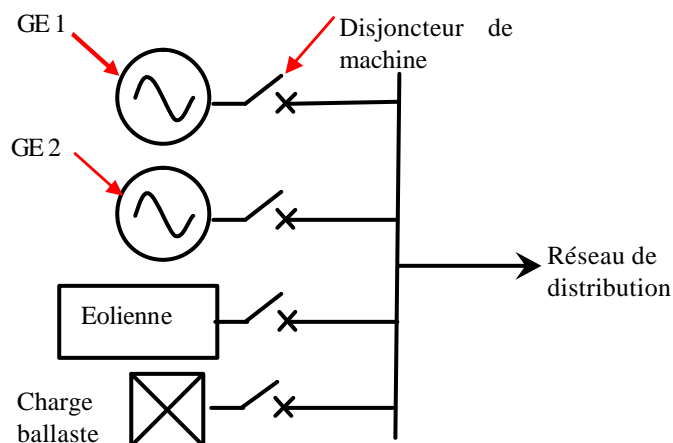 GE 1
Disjoncteur de
machine
GE 2
Réseau de
distribution
Eolienne
Charge
ballaste